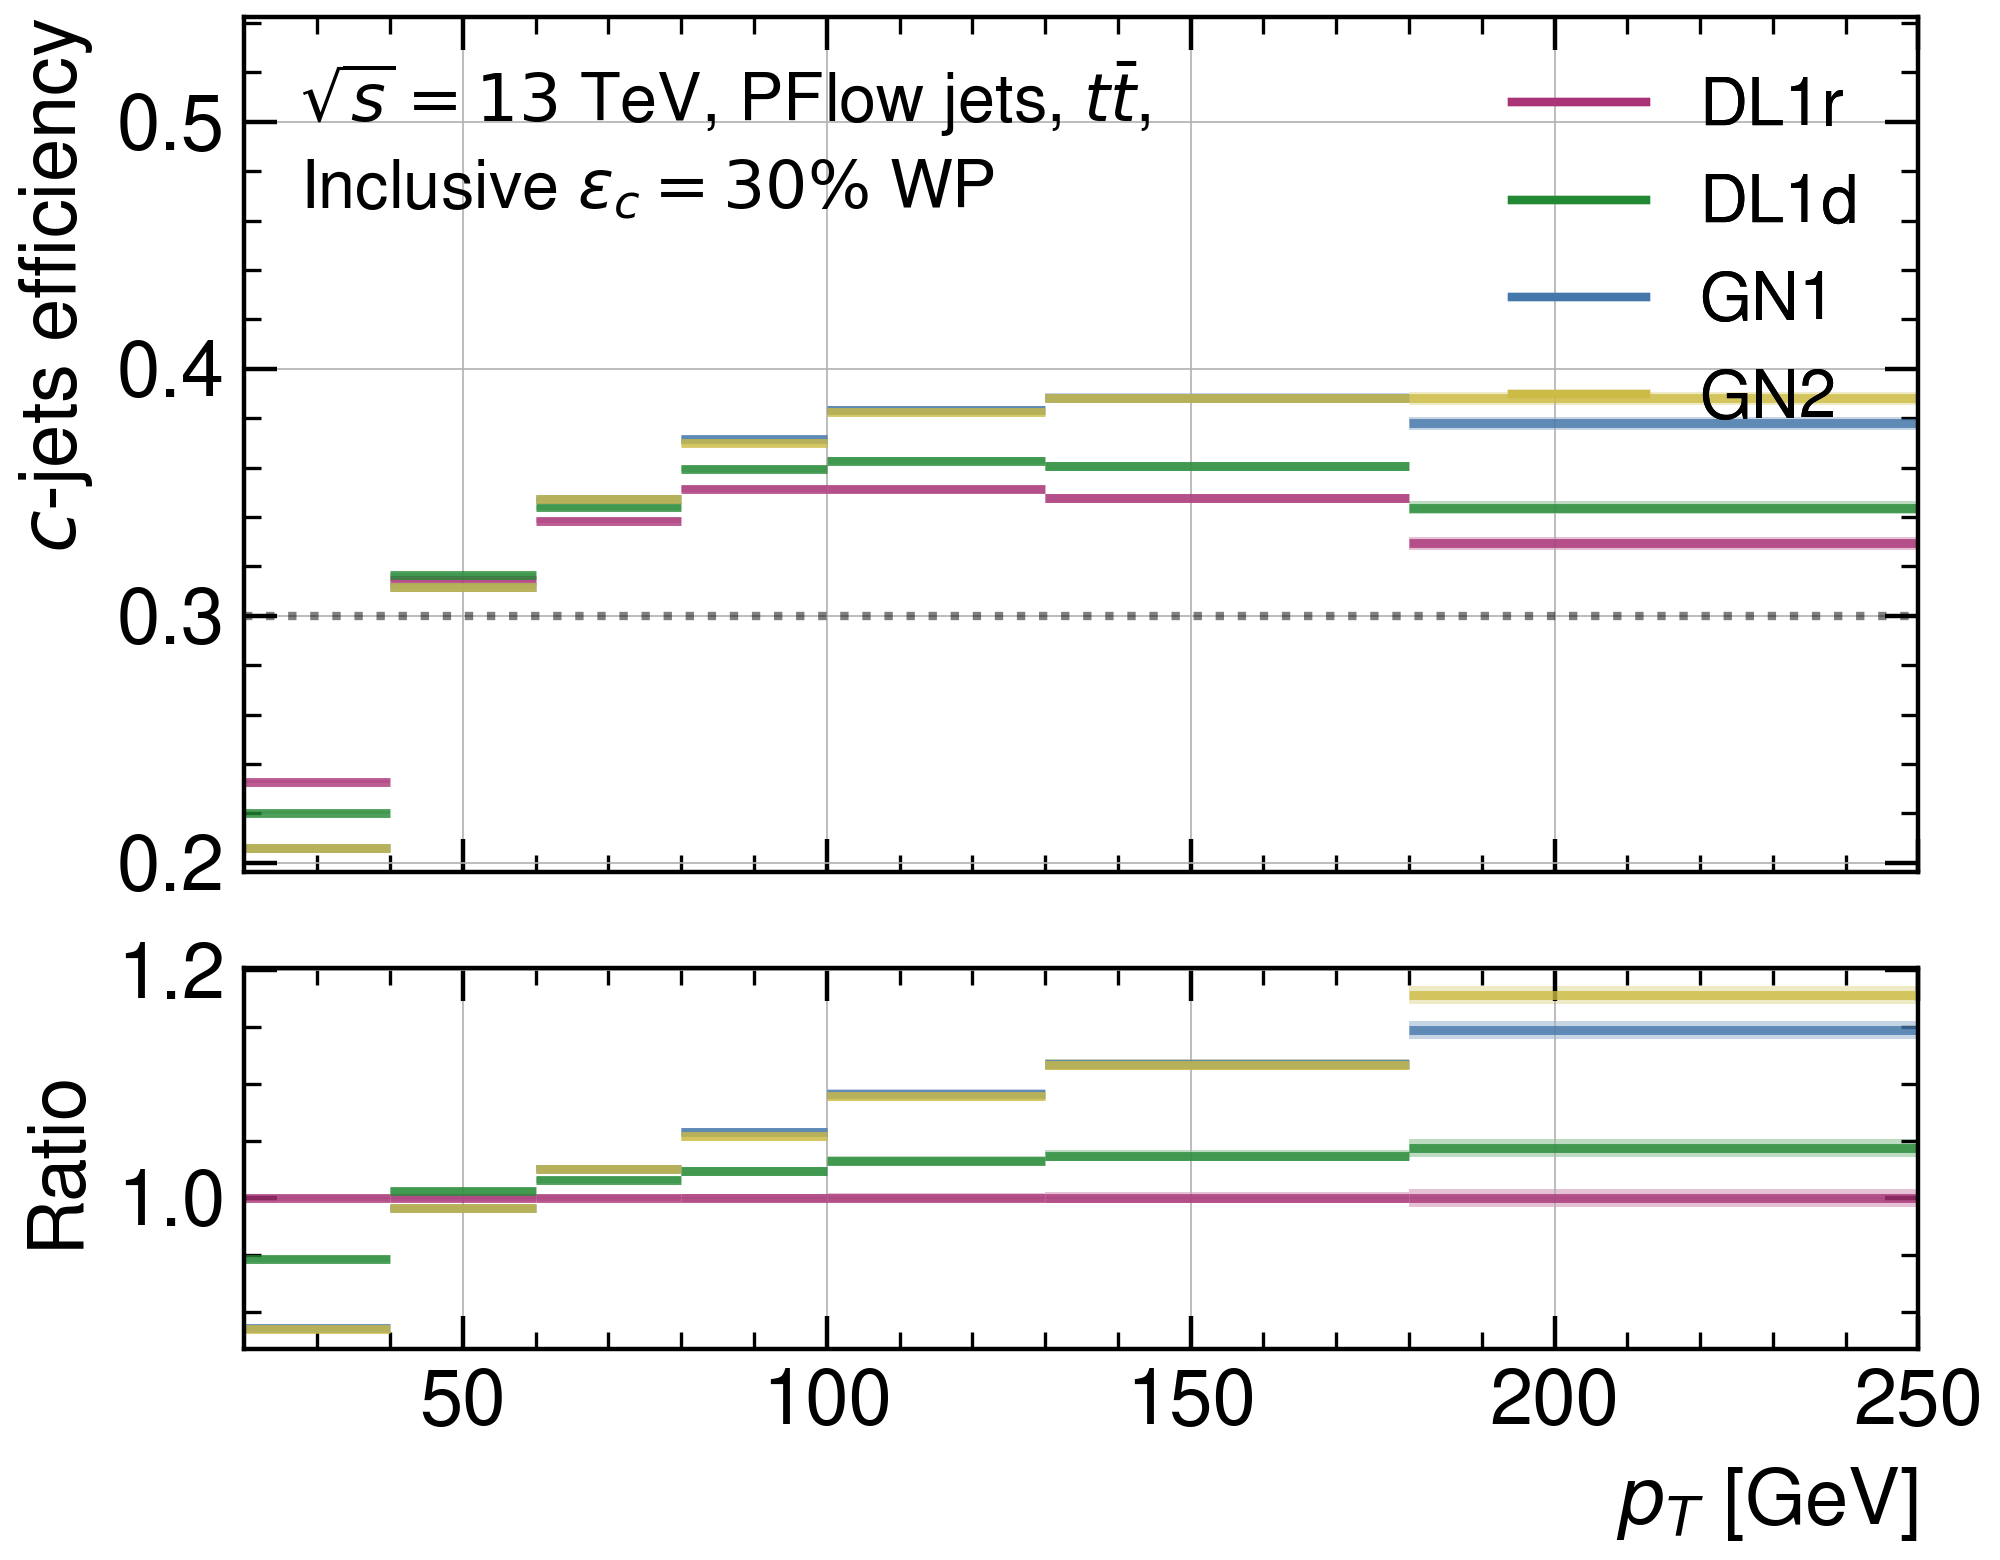 c-jets efficiency
√s = 13 TeV, PFlow jets, tt̄,
Inclusive ε_c = 30% WP
DL1r
DL1d
GN1
GN2
0.5
0.4
0.3
0.2
Ratio
1.2
1.0
50 100 150 200 250
p_T [GeV]